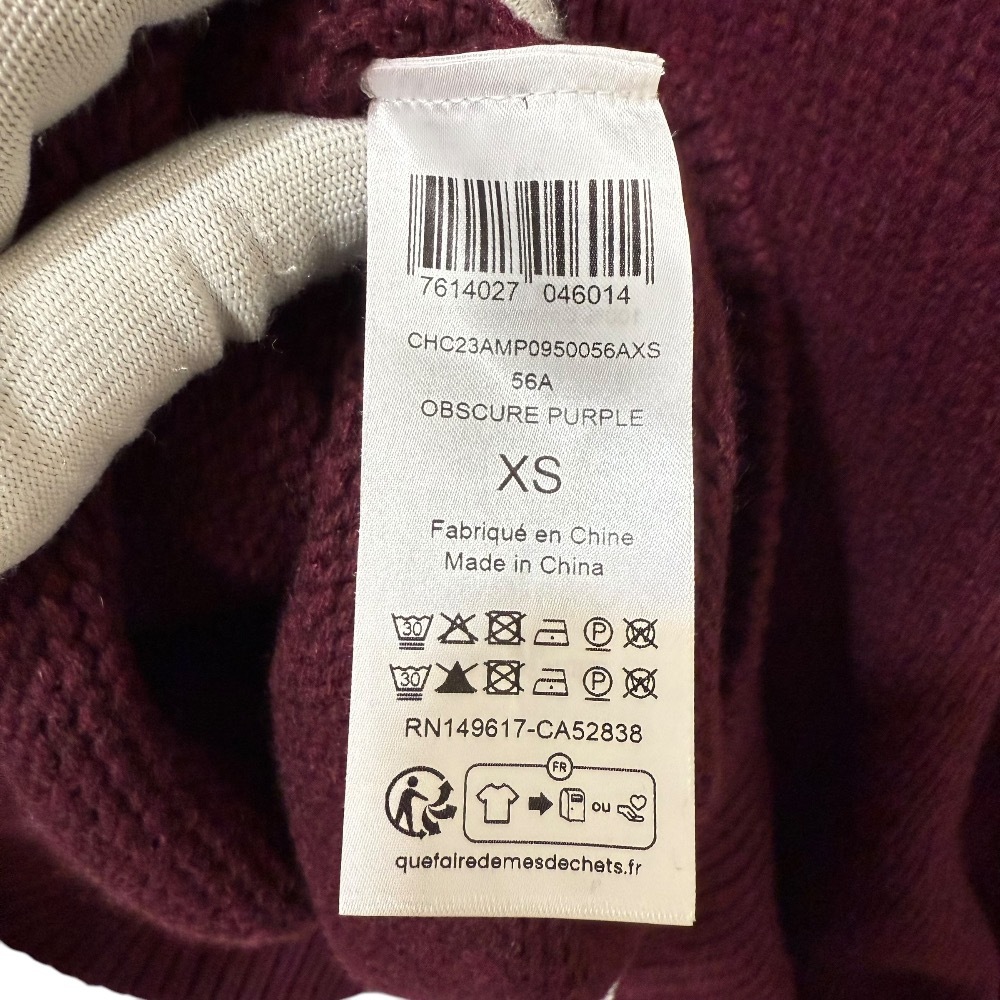 7614027 046014
CHC23AMP0950056AXS
56A
OBSCURE PURPLE
XS
Fabriqué en Chine
Made in China
30 P W
30 P W
RN149617-CA52838
FR
ou
quefairedemesdechets.fr